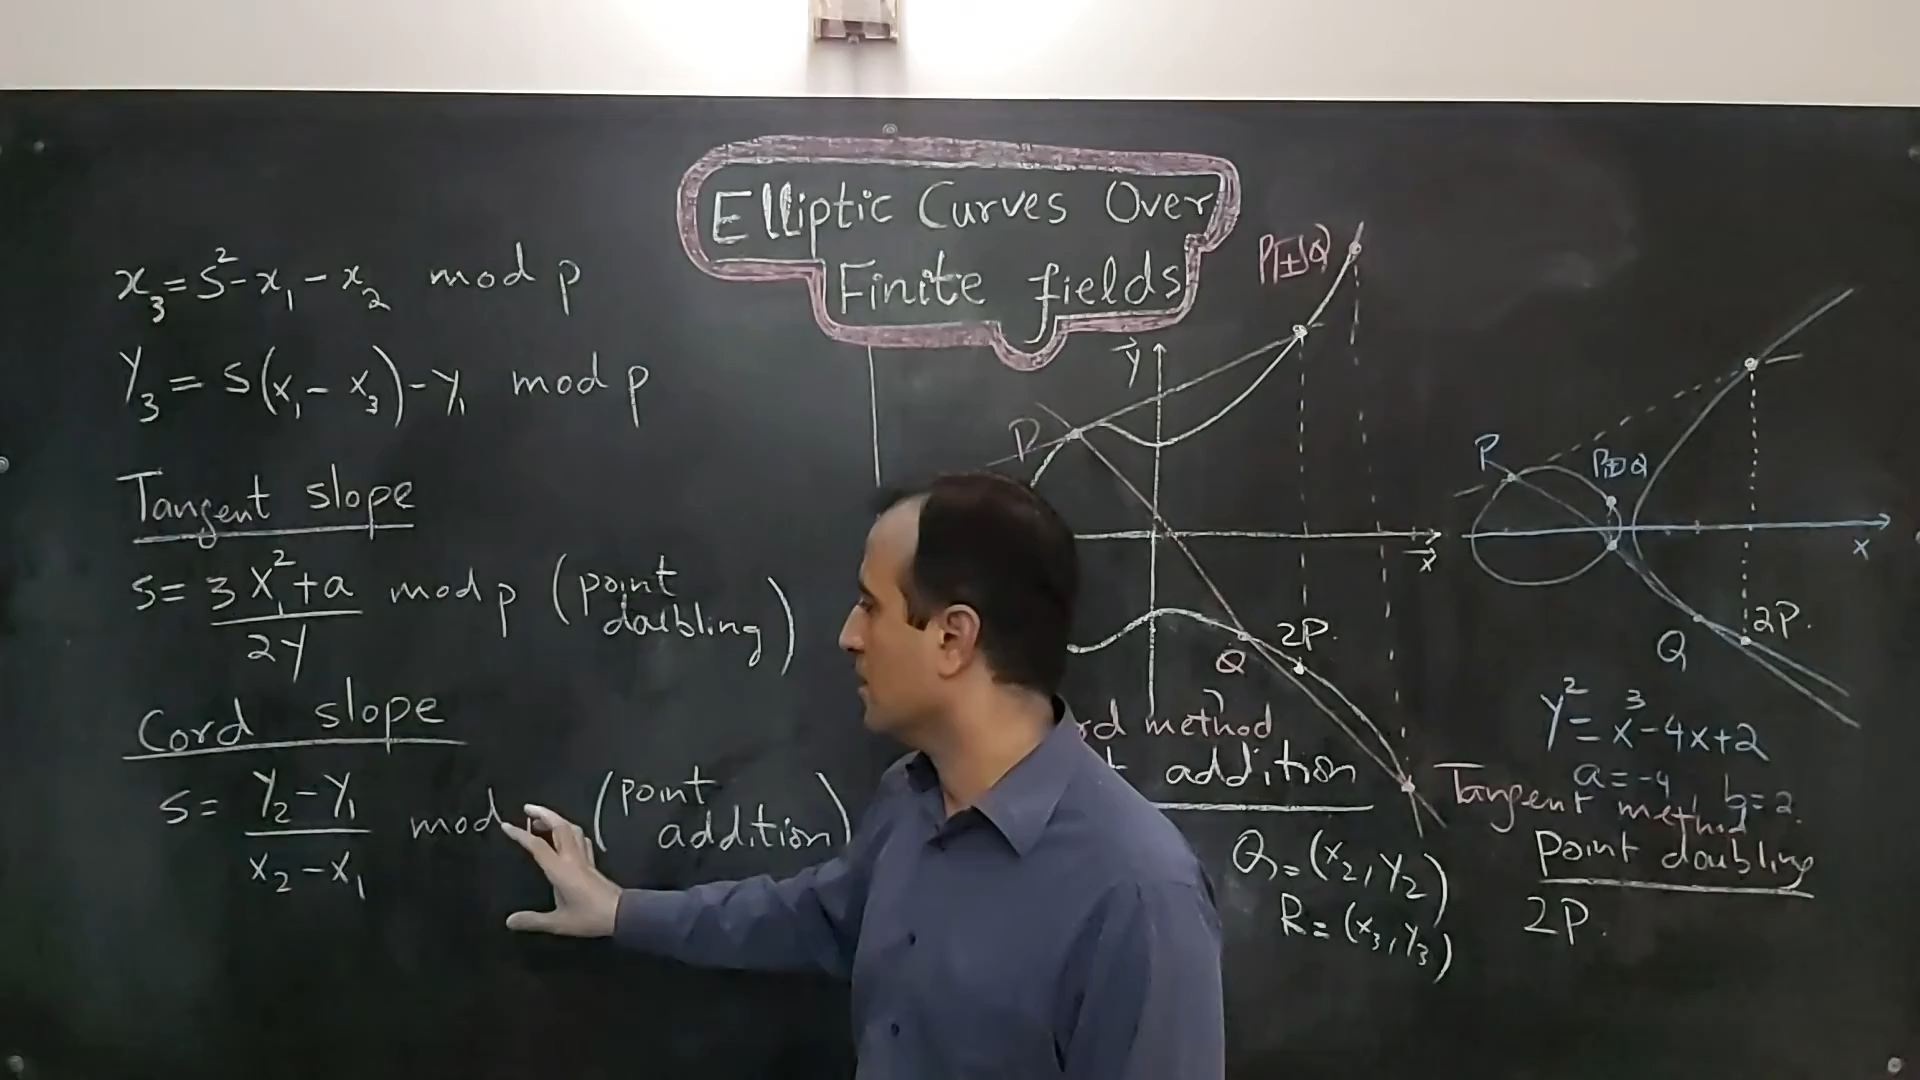 Elliptic Curves Over
Finite fields
x₃ = s² - x₁ - x₂ mod p
y₃ = s(x₁ - x₃) - y₁ mod p
Tangent slope
s = (3x₁² + a)/2y mod p (point doubling)
Cord slope
s = (y₂ - y₁)/(x₂ - x₁) mod (point addition)
P⊞Q
y
P
x
Q
2P.
method
addition
Q = (x₂, y₂)
R = (x₃, y₃)
P
P⊞Q
x
Q
2P.
y² = x³ - 4x + 2
a = -4, b = 2.
Tangent method
Point doubling
2P.